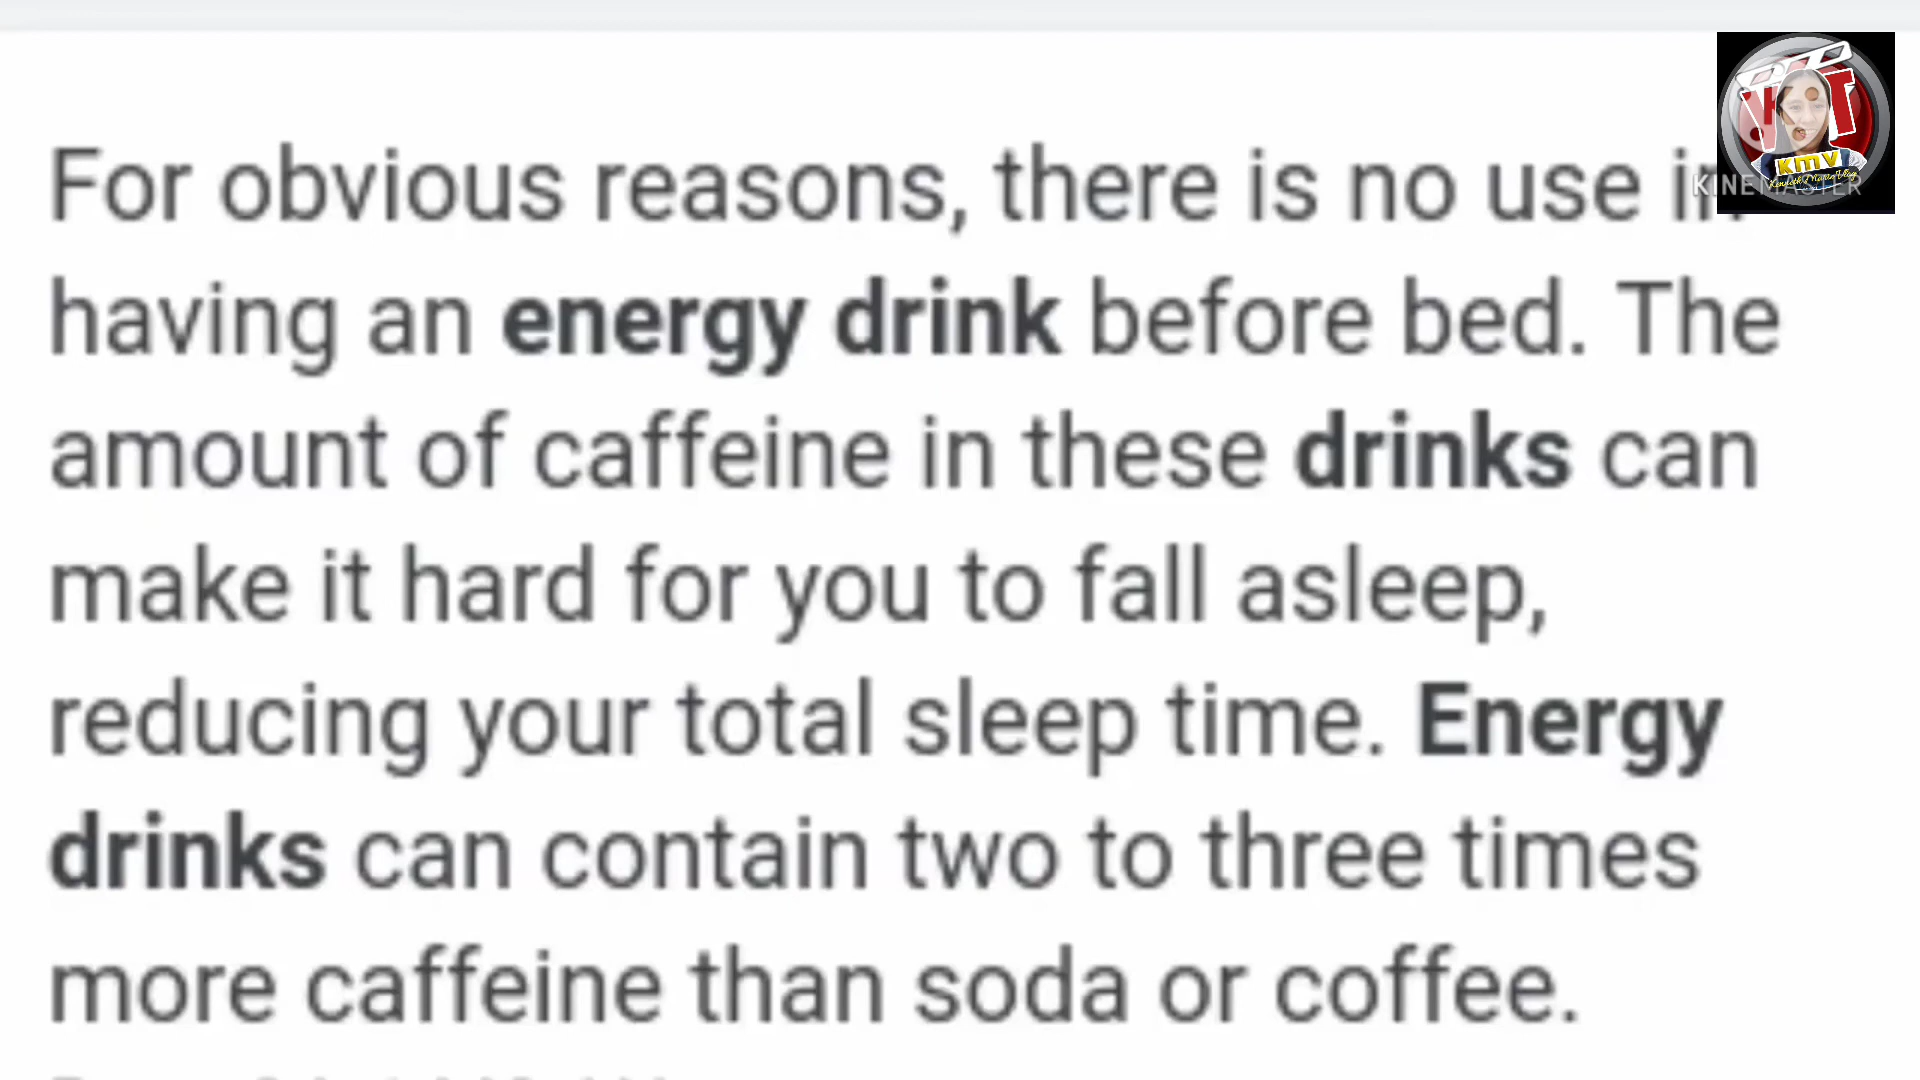 For obvious reasons, there is no use in
having an energy drink before bed. The
amount of caffeine in these drinks can
make it hard for you to fall asleep,
reducing your total sleep time. Energy
drinks can contain two to three times
more caffeine than soda or coffee.
KINEMASTER
KMV